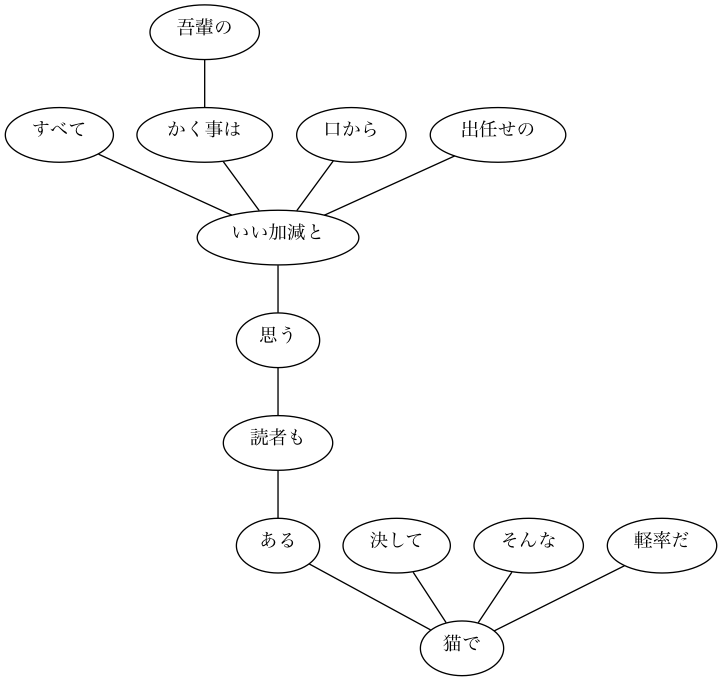 吾輩の
すべて
かく事は
口から
出任せの
いい加減と
思う
読者も
ある
決して
そんな
軽率だ
猫で